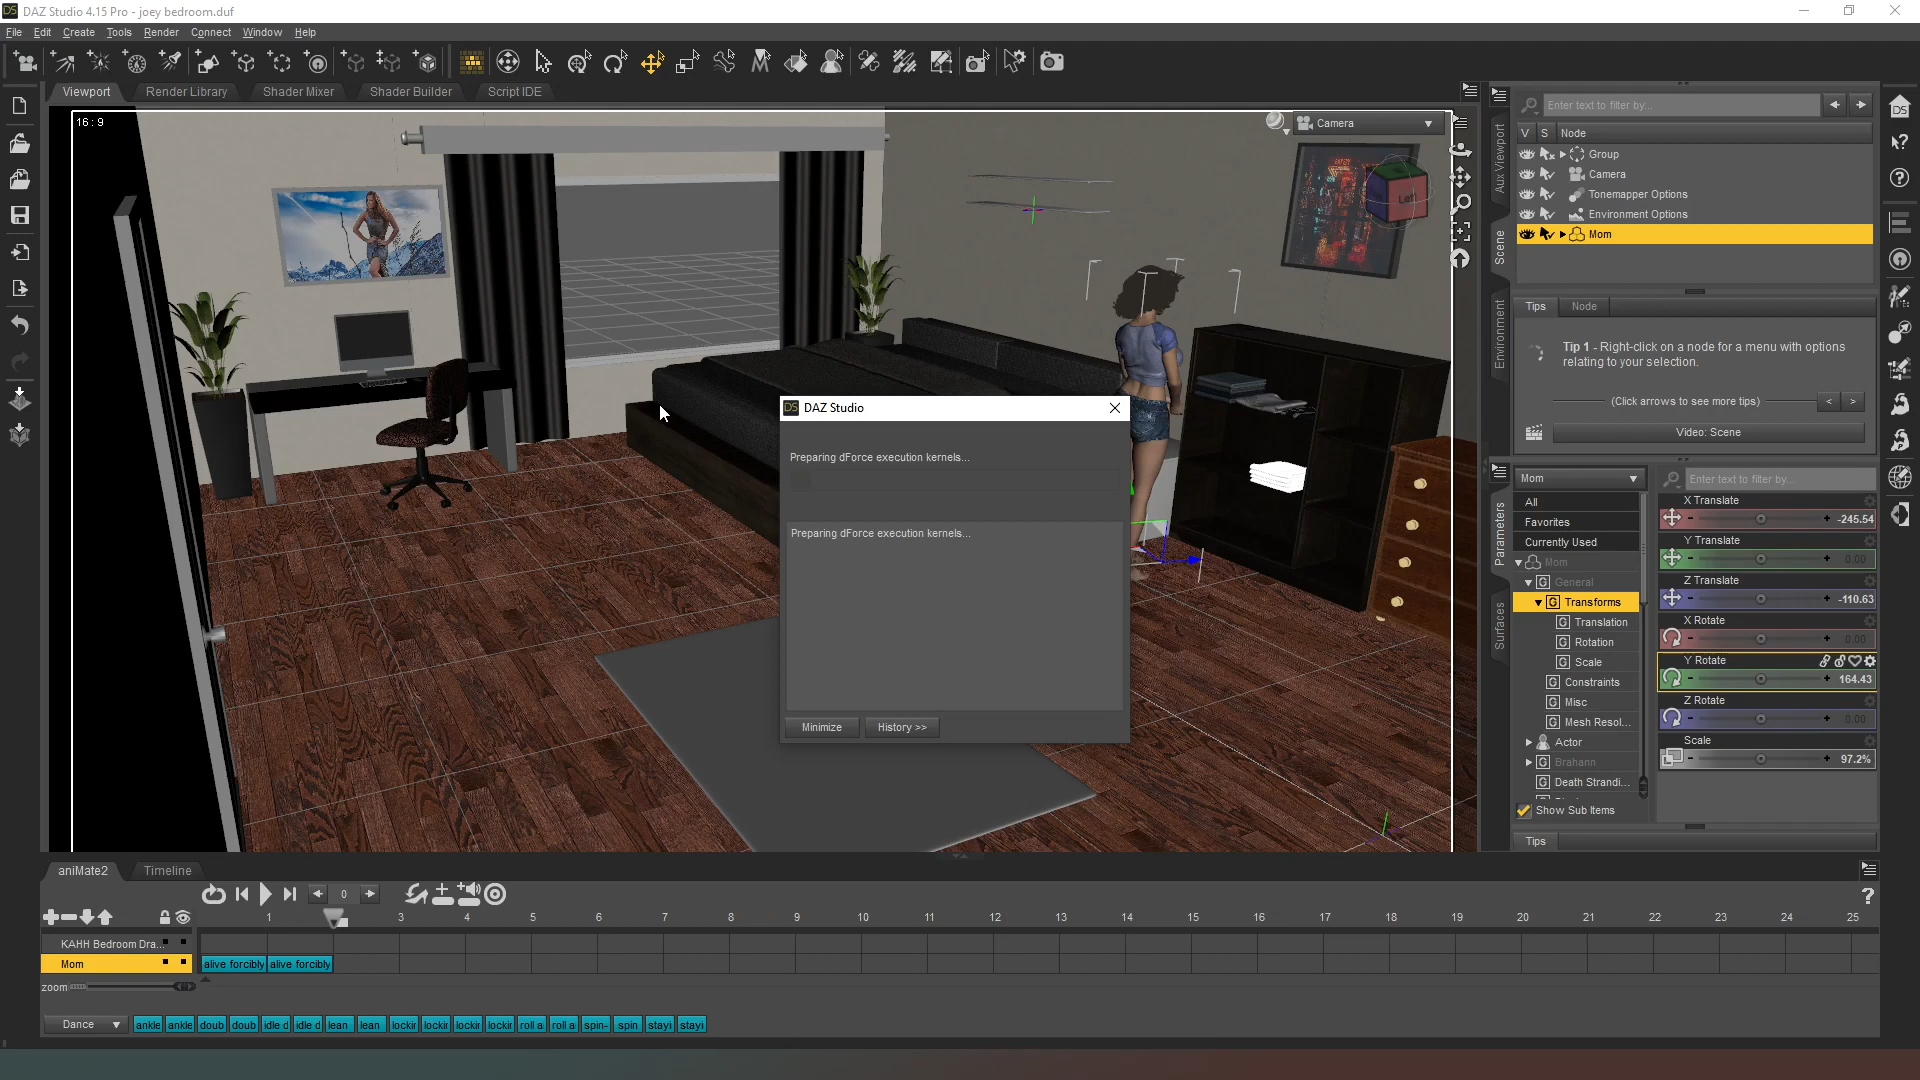 DAZ Studio 4.15 Pro - joey bedroom.duf
File Edit Create Tools Render Connect Window Help
Viewport Render Library Shader Mixer Shader Builder Script IDE
16 : 9
Camera
Left
Aux Viewport
Scene
Environment
Enter text to filter by...
V S Node
Group
Camera
Tonemapper Options
Environment Options
Mom
Tips Node
Tip 1 - Right-click on a node for a menu with options
relating to your selection.
(Click arrows to see more tips) < >
Video: Scene
DAZ Studio
Preparing dForce execution kernels...
Preparing dForce execution kernels...
Minimize History >>
Parameters
Surfaces
Mom
Enter text to filter by...
All
Favorites
Currently Used
Mom
General
Transforms
Translation
Rotation
Scale
Constraints
Misc
Mesh Resol...
Actor
Brahann
Death Strandi...
Show Sub Items
X Translate
-245.54
Y Translate
0.00
Z Translate
-110.63
X Rotate
0.00
Y Rotate
164.43
Z Rotate
0.00
Scale
97.2%
Tips
aniMate2 Timeline
0
1 3 4 5 6 7 8 9 10 11 12 13 14 15 16 17 18 19 20 21 22 23 24 25
KAHH Bedroom Dra...
Mom alive forcibly alive forcibly
zoom
Dance ankle ankle doub doub idle d idle d lean lean lockir lockir lockir lockir roll a roll a spin- spin stayi stayi